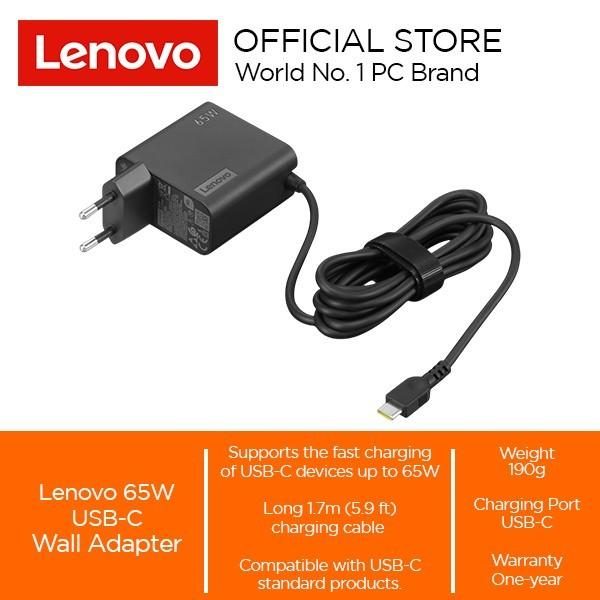 Lenovo
OFFICIAL STORE
World No. 1 PC Brand
65W
Lenovo
Lenovo 65W
USB-C
Wall Adapter
Supports the fast charging
of USB-C devices up to 65W
Long 1.7m (5.9 ft)
charging cable
Compatible with USB-C
standard products.
Weight
190g
Charging Port
USB-C
Warranty
One-year